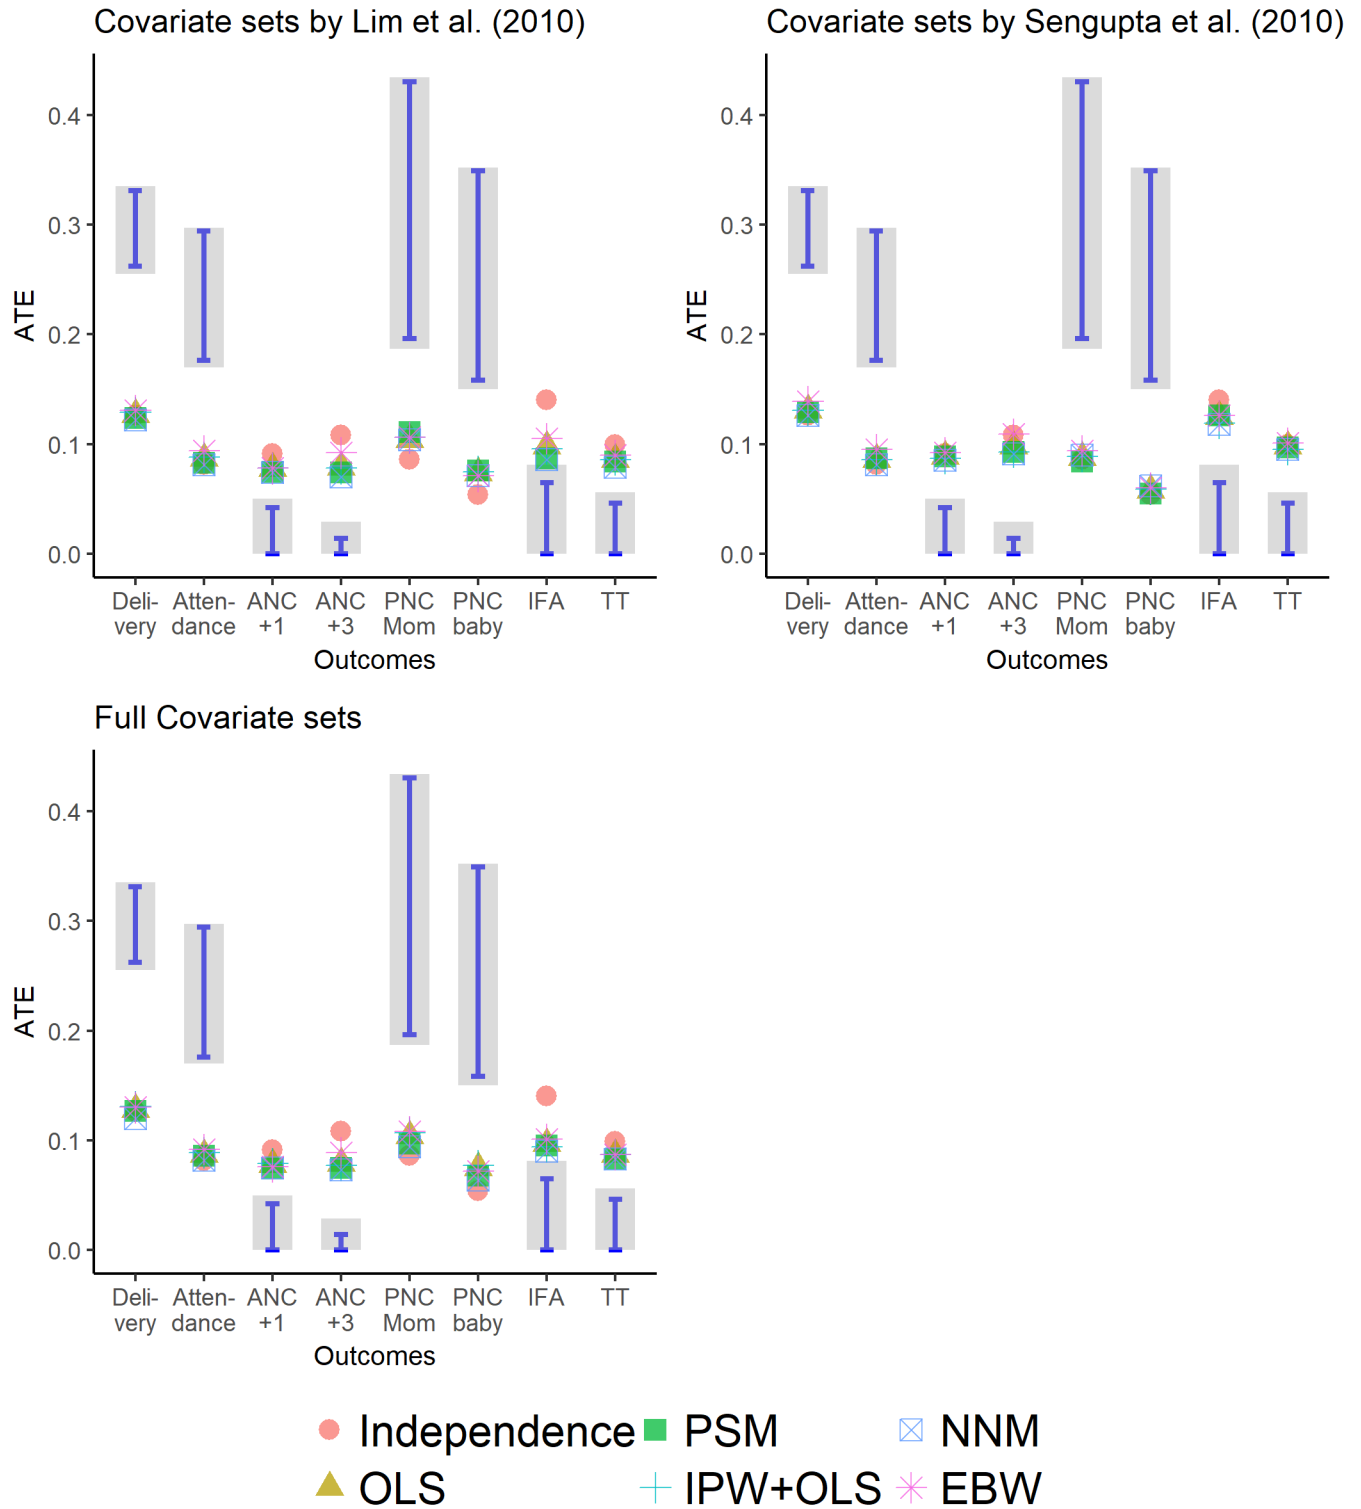 Covariate sets by Lim et al. (2010)
ATE
0.4
0.3
0.2
0.1
0.0
Deli-
very
Atten-
dance
ANC
+1
ANC
+3
PNC
Mom
PNC
baby
IFA
TT
Outcomes
Covariate sets by Sengupta et al. (2010)
ATE
0.4
0.3
0.2
0.1
0.0
Deli-
very
Atten-
dance
ANC
+1
ANC
+3
PNC
Mom
PNC
baby
IFA
TT
Outcomes
Full Covariate sets
ATE
0.4
0.3
0.2
0.1
0.0
Deli-
very
Atten-
dance
ANC
+1
ANC
+3
PNC
Mom
PNC
baby
IFA
TT
Outcomes
Independence PSM NNM
OLS IPW+OLS EBW